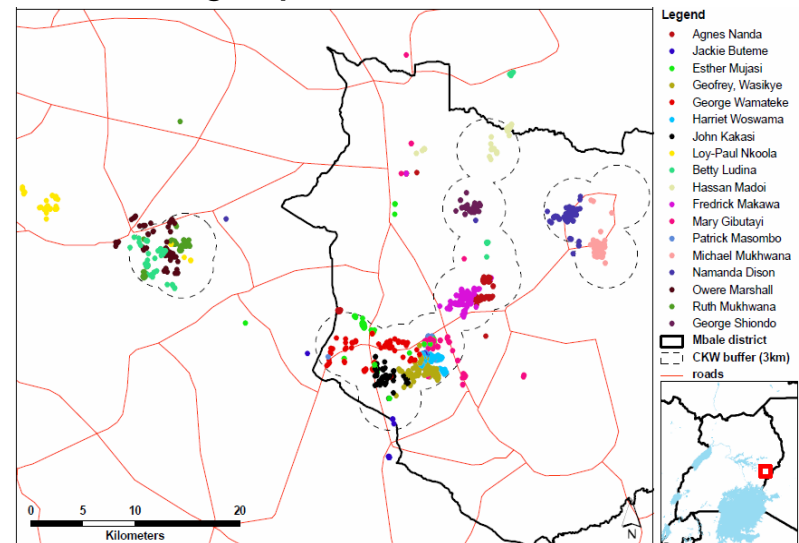 Legend
Agnes Nanda
Jackie Buteme
Esther Mujasi
Geofrey, Wasikye
George Wamateke
Harriet Woswama
John Kakasi
Loy-Paul Nkoola
Betty Ludina
Hassan Madoi
Fredrick Makawa
Mary Gibutayi
Patrick Masombo
Michael Mukhwana
Namanda Dison
Owere Marshall
Ruth Mukhwana
George Shiondo
Mbale district
CKW buffer (3km)
roads
0 5 10 20
Kilometers
N